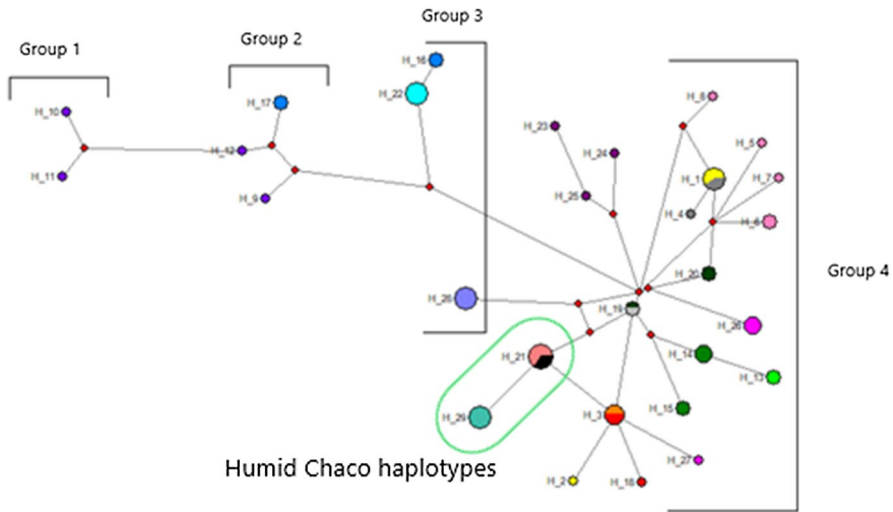 Group 3
Group 1
Group 2
H_16
H_22
H_17
H_10
H_12
H_11
H_9
H_23
H_24
H_25
H_8
H_5
H_1
H_7
H_4
H_6
H_20
Group 4
H_28
H_19
H_26
H_21
H_14
H_13
H_29
H_3
H_15
Humid Chaco haplotypes
H_27
H_2
H_18